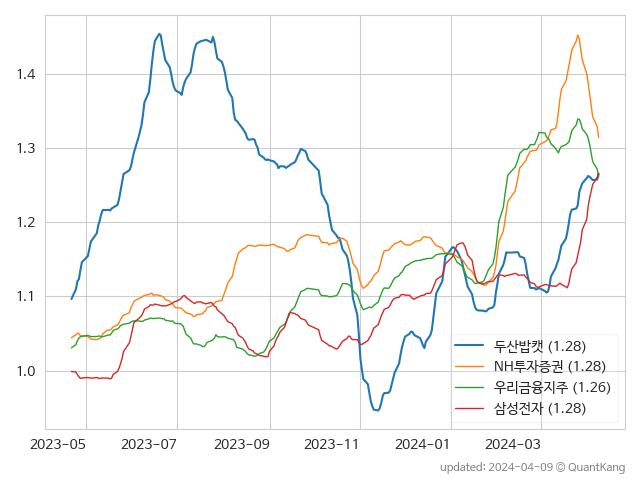 1.4
1.3
1.2
1.1
1.0
두산밥캣 (1.28)
NH투자증권 (1.28)
우리금융지주 (1.26)
삼성전자 (1.28)
2023-05 2023-07 2023-09 2023-11 2024-01 2024-03
updated: 2024-04-09 © QuantKang